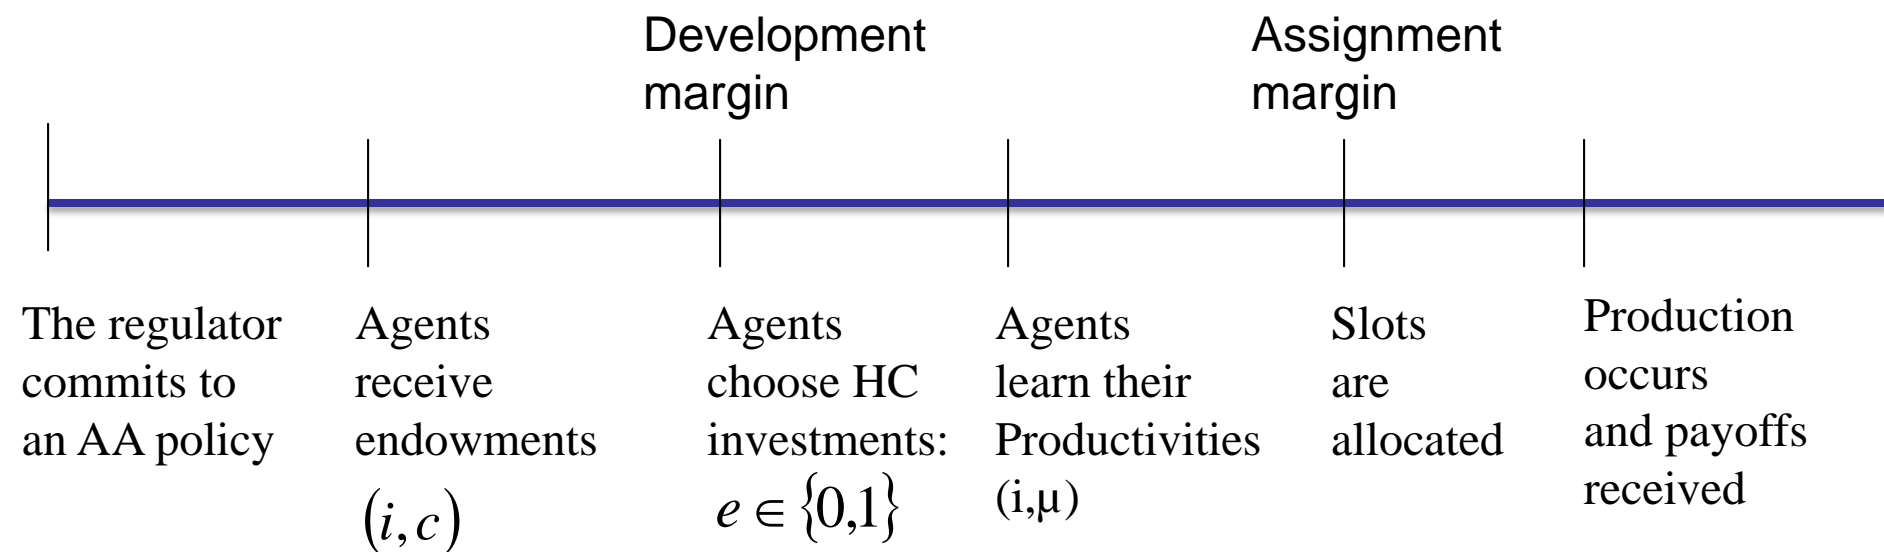 Development
margin
Assignment
margin
The regulator
commits to
an AA policy
Agents
receive
endowments
(i, c)
Agents
choose HC
investments:
e ∈ {0,1}
Agents
learn their
Productivities
(i,µ)
Slots
are
allocated
Production
occurs
and payoffs
received